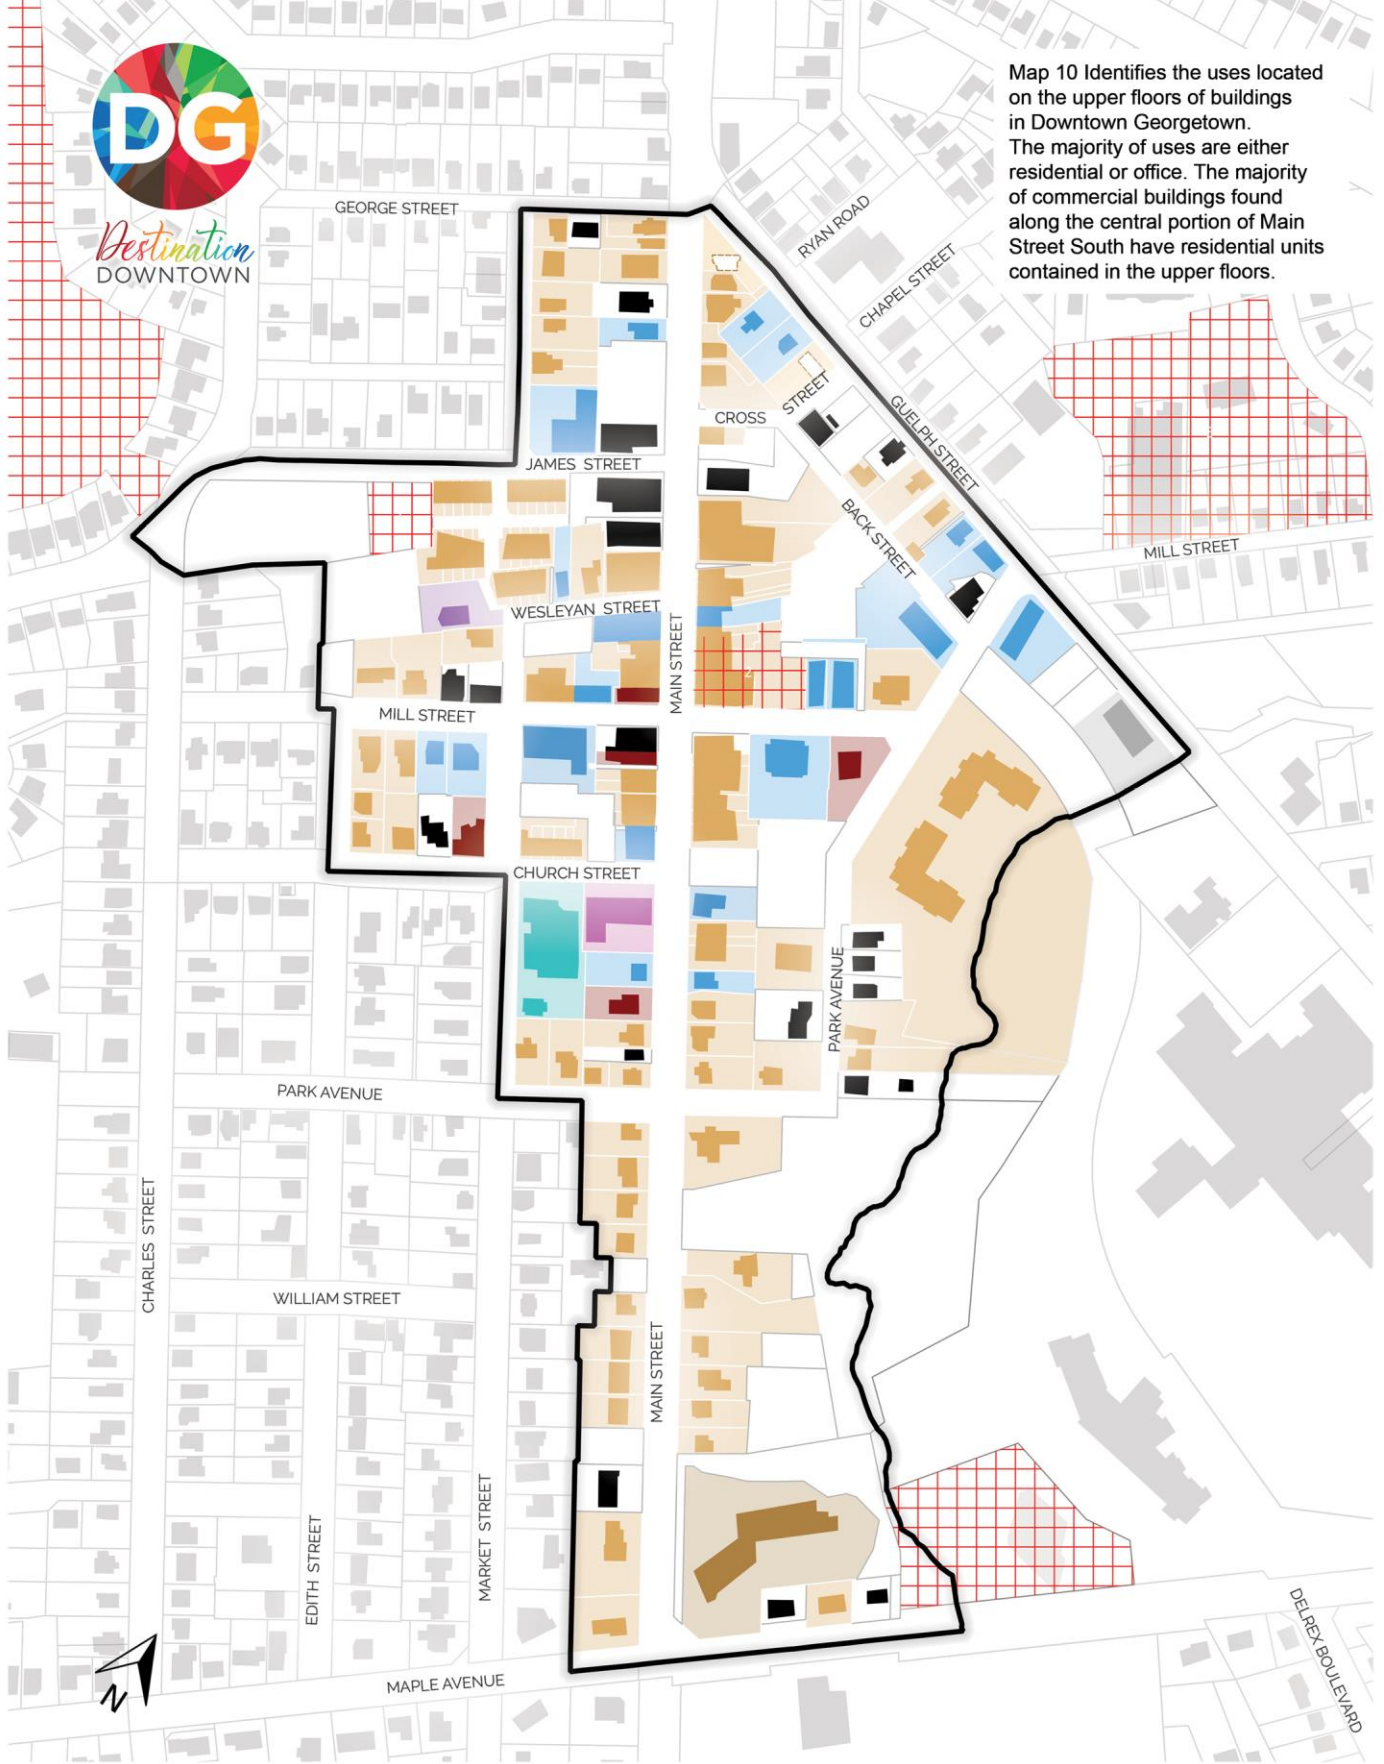 DG
Destination
DOWNTOWN
Map 10 Identifies the uses located
on the upper floors of buildings
in Downtown Georgetown.
The majority of uses are either
residential or office. The majority
of commercial buildings found
along the central portion of Main
Street South have residential units
contained in the upper floors.
GEORGE STREET
RYAN ROAD
CHAPEL STREET
CROSS STREET
GUELPH STREET
JAMES STREET
BACK STREET
MILL STREET
WESLEYAN STREET
MAIN STREET
2
MILL STREET
CHURCH STREET
PARK AVENUE
PARK AVENUE
CHARLES STREET
WILLIAM STREET
MAIN STREET
MARKET STREET
EDITH STREET
DELREX BOULEVARD
MAPLE AVENUE
N